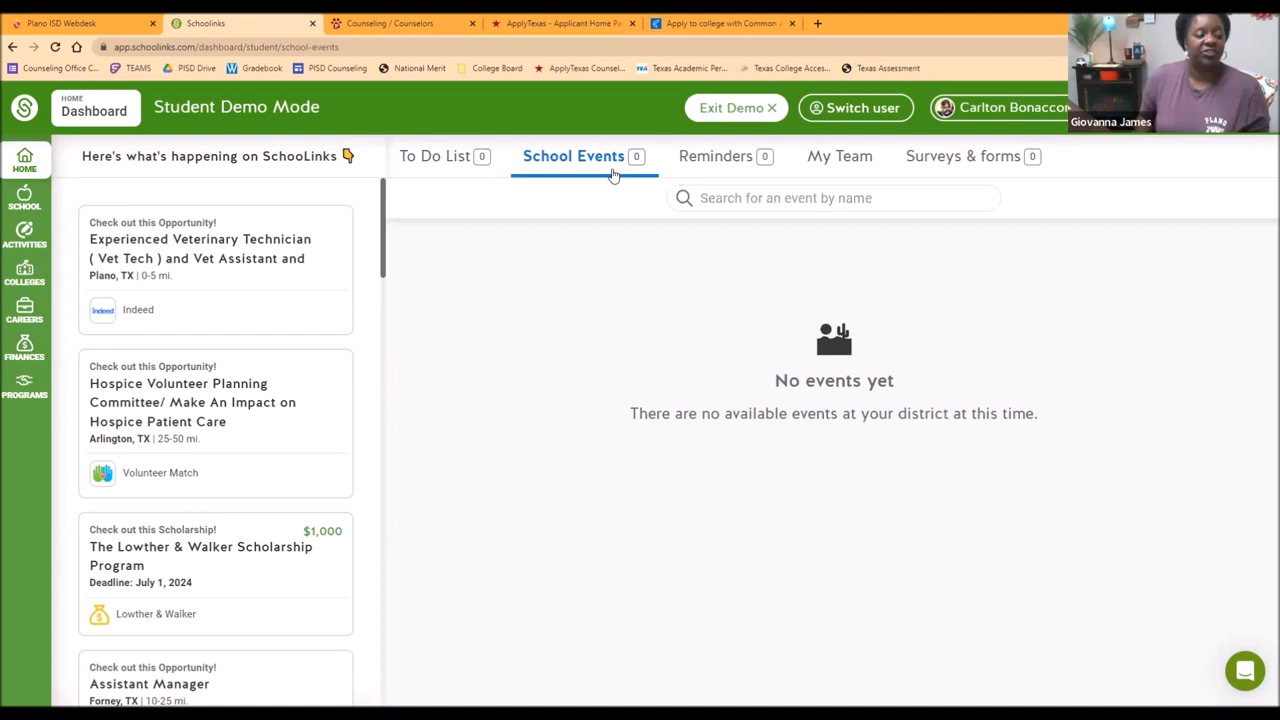 Plano ISD Webdesk
Schoolinks
Counseling / Counselors
ApplyTexas - Applicant Home Pa
Apply to college with Common
app.schoolinks.com/dashboard/student/school-events
Counseling Office C...
TEAMS
PISD Drive
Gradebook
PISD Counseling
National Merit
College Board
ApplyTexas Counsel...
TEA
Texas Academic Per...
Texas College Acces...
Texas Assessment
HOME
Dashboard
Student Demo Mode
Exit Demo ×
Switch user
Carlton Bonaccor
PLANO
Giovanna James
HOME
SCHOOL
ACTIVITIES
COLLEGES
CAREERS
FINANCES
PROGRAMS
Here's what's happening on SchooLinks
To Do List 0
School Events 0
Reminders 0
My Team
Surveys & forms 0
Search for an event by name
Check out this Opportunity!
Experienced Veterinary Technician
( Vet Tech ) and Vet Assistant and
Plano, TX | 0-5 mi.
indeed
Indeed
Check out this Opportunity!
Hospice Volunteer Planning
Committee/ Make An Impact on
Hospice Patient Care
Arlington, TX | 25-50 mi.
Volunteer Match
Check out this Scholarship!
$1,000
The Lowther & Walker Scholarship
Program
Deadline: July 1, 2024
Lowther & Walker
Check out this Opportunity!
Assistant Manager
Forney, TX | 10-25 mi.
No events yet
There are no available events at your district at this time.